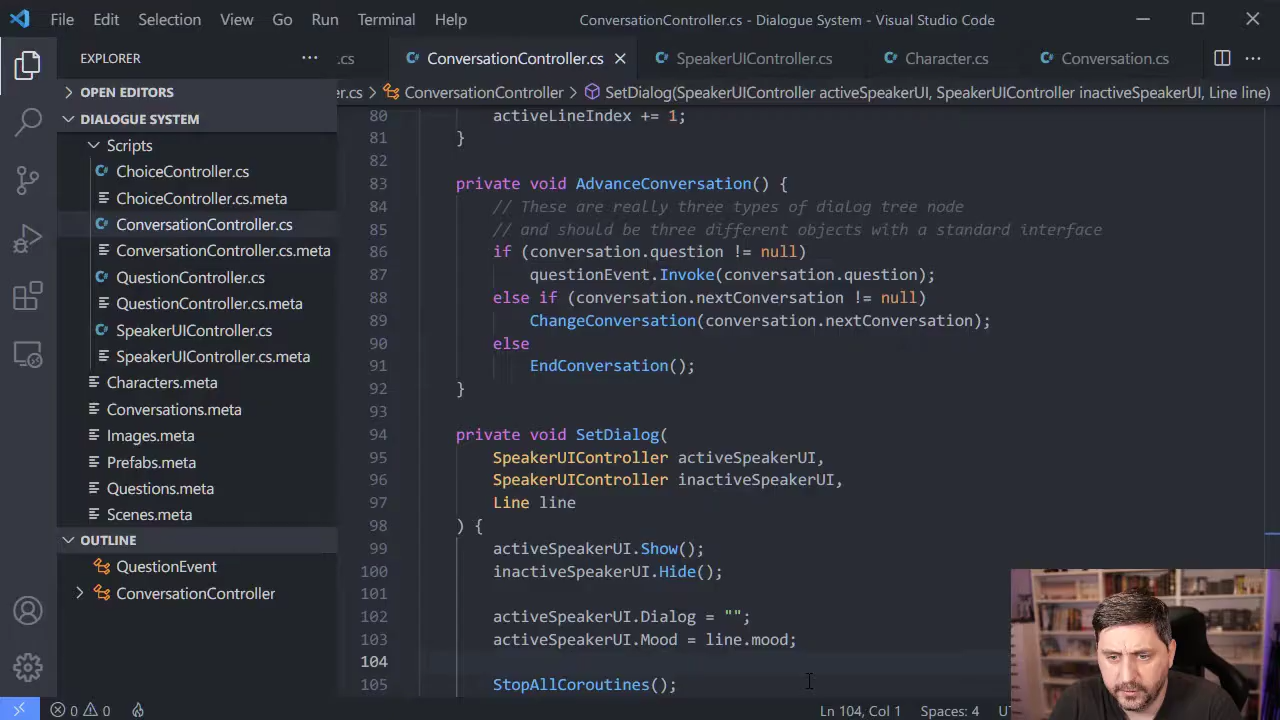 File Edit Selection View Go Run Terminal Help ConversationController.cs - Dialogue System - Visual Studio Code
EXPLORER
.cs ConversationController.cs SpeakerUIController.cs Character.cs Conversation.cs
OPEN EDITORS
er.cs > ConversationController > SetDialog(SpeakerUIController activeSpeakerUI, SpeakerUIController inactiveSpeakerUI, Line line)
DIALOGUE SYSTEM
Scripts
ChoiceController.cs
ChoiceController.cs.meta
ConversationController.cs
ConversationController.cs.meta
QuestionController.cs
QuestionController.cs.meta
SpeakerUIController.cs
SpeakerUIController.cs.meta
Characters.meta
Conversations.meta
Images.meta
Prefabs.meta
Questions.meta
Scenes.meta
OUTLINE
QuestionEvent
ConversationController
80 activeLineIndex += 1;
81 }
82
83 private void AdvanceConversation() {
84 // These are really three types of dialog tree node
85 // and should be three different objects with a standard interface
86 if (conversation.question != null)
87 questionEvent.Invoke(conversation.question);
88 else if (conversation.nextConversation != null)
89 ChangeConversation(conversation.nextConversation);
90 else
91 EndConversation();
92 }
93
94 private void SetDialog(
95 SpeakerUIController activeSpeakerUI,
96 SpeakerUIController inactiveSpeakerUI,
97 Line line
98 ) {
99 activeSpeakerUI.Show();
100 inactiveSpeakerUI.Hide();
101
102 activeSpeakerUI.Dialog = "";
103 activeSpeakerUI.Mood = line.mood;
104
105 StopAllCoroutines();
0 0 Ln 104, Col 1 Spaces: 4